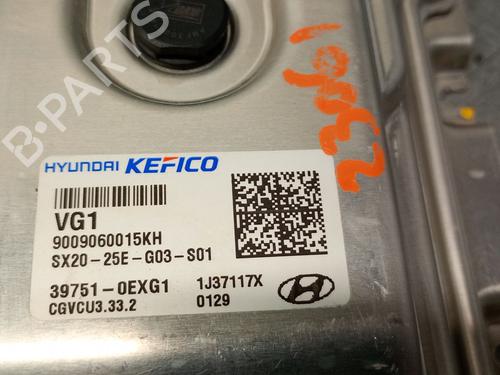 B-PARTS
HYUNDAI KEFICO
VG1
9009060015KH
SX20-25E-G03-S01
39751-0EXG1 1J37117X
CGVCU3.33.2 0129